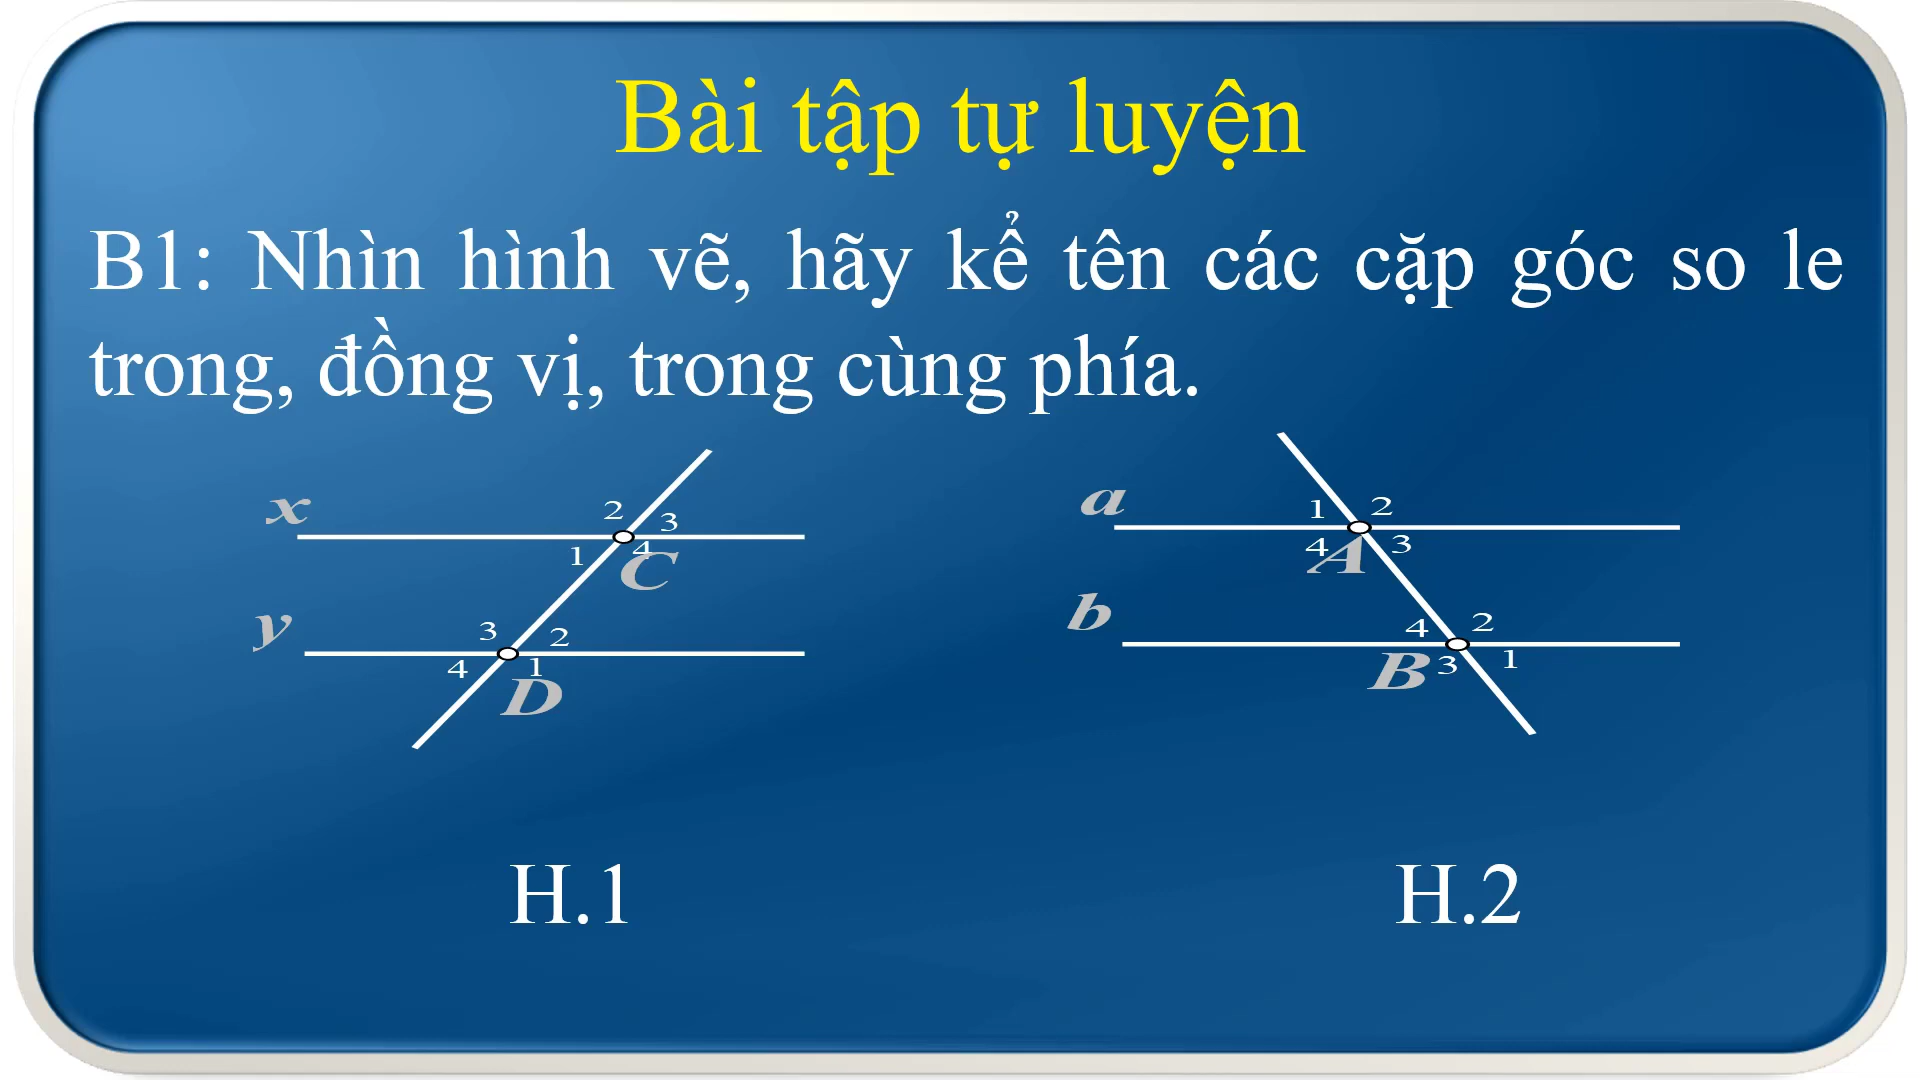 Bài tập tự luyện
B1: Nhìn hình vẽ, hãy kể tên các cặp góc so le
trong, đồng vị, trong cùng phía.
x
2
3
1
4
C
y
3
2
4
1
D
a
1
2
4
A
3
b
4
2
B
3
1
H.1
H.2